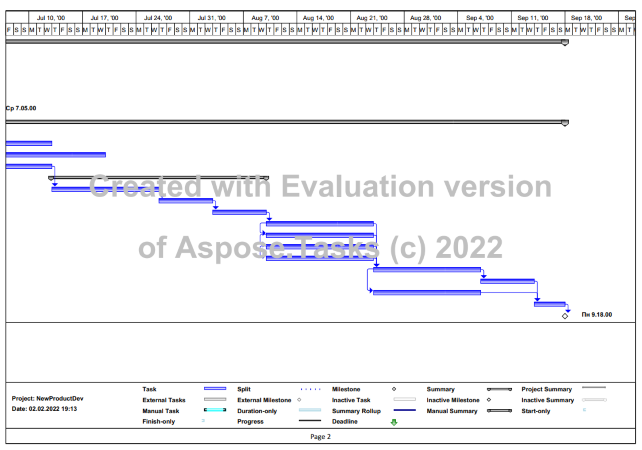 Jul 10, '00 Jul 17, '00 Jul 24, '00 Jul 31, '00 Aug 7, '00 Aug 14, '00 Aug 21, '00 Aug 28, '00 Sep 4, '00 Sep 11, '00 Sep 18, '00 Sep
F S S M T W T F S S M T W T F S S M T W T F S S M T W T F S S M T W T F S S M T W T F S S M T W T F S S M T W T F S S M T W T F S S M T W T F S S M T W T F S S M T
Ср 7.05.00
Created with Evaluation version
of Aspose.Tasks (c) 2022
Пн 9.18.00
Task Split Milestone Summary Project Summary
Project: NewProductDev External Tasks External Milestone Inactive Task Inactive Milestone Inactive Summary
Date: 02.02.2022 19:13 Manual Task Duration-only Summary Rollup Manual Summary Start-only
Finish-only Progress Deadline
Page 2